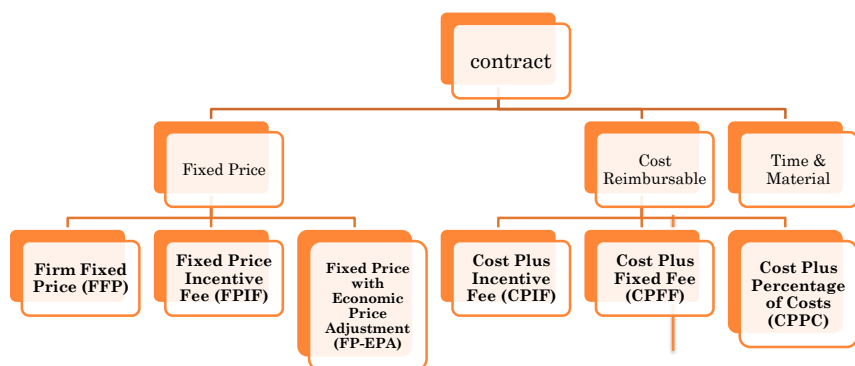 contract
Fixed Price
Cost
Reimbursable
Time &
Material
Firm Fixed
Price (FFP)
Fixed Price
Incentive
Fee (FPIF)
Fixed Price
with
Economic
Price
Adjustment
(FP-EPA)
Cost Plus
Incentive
Fee (CPIF)
Cost Plus
Fixed Fee
(CPFF)
Cost Plus
Percentage
of Costs
(CPPC)